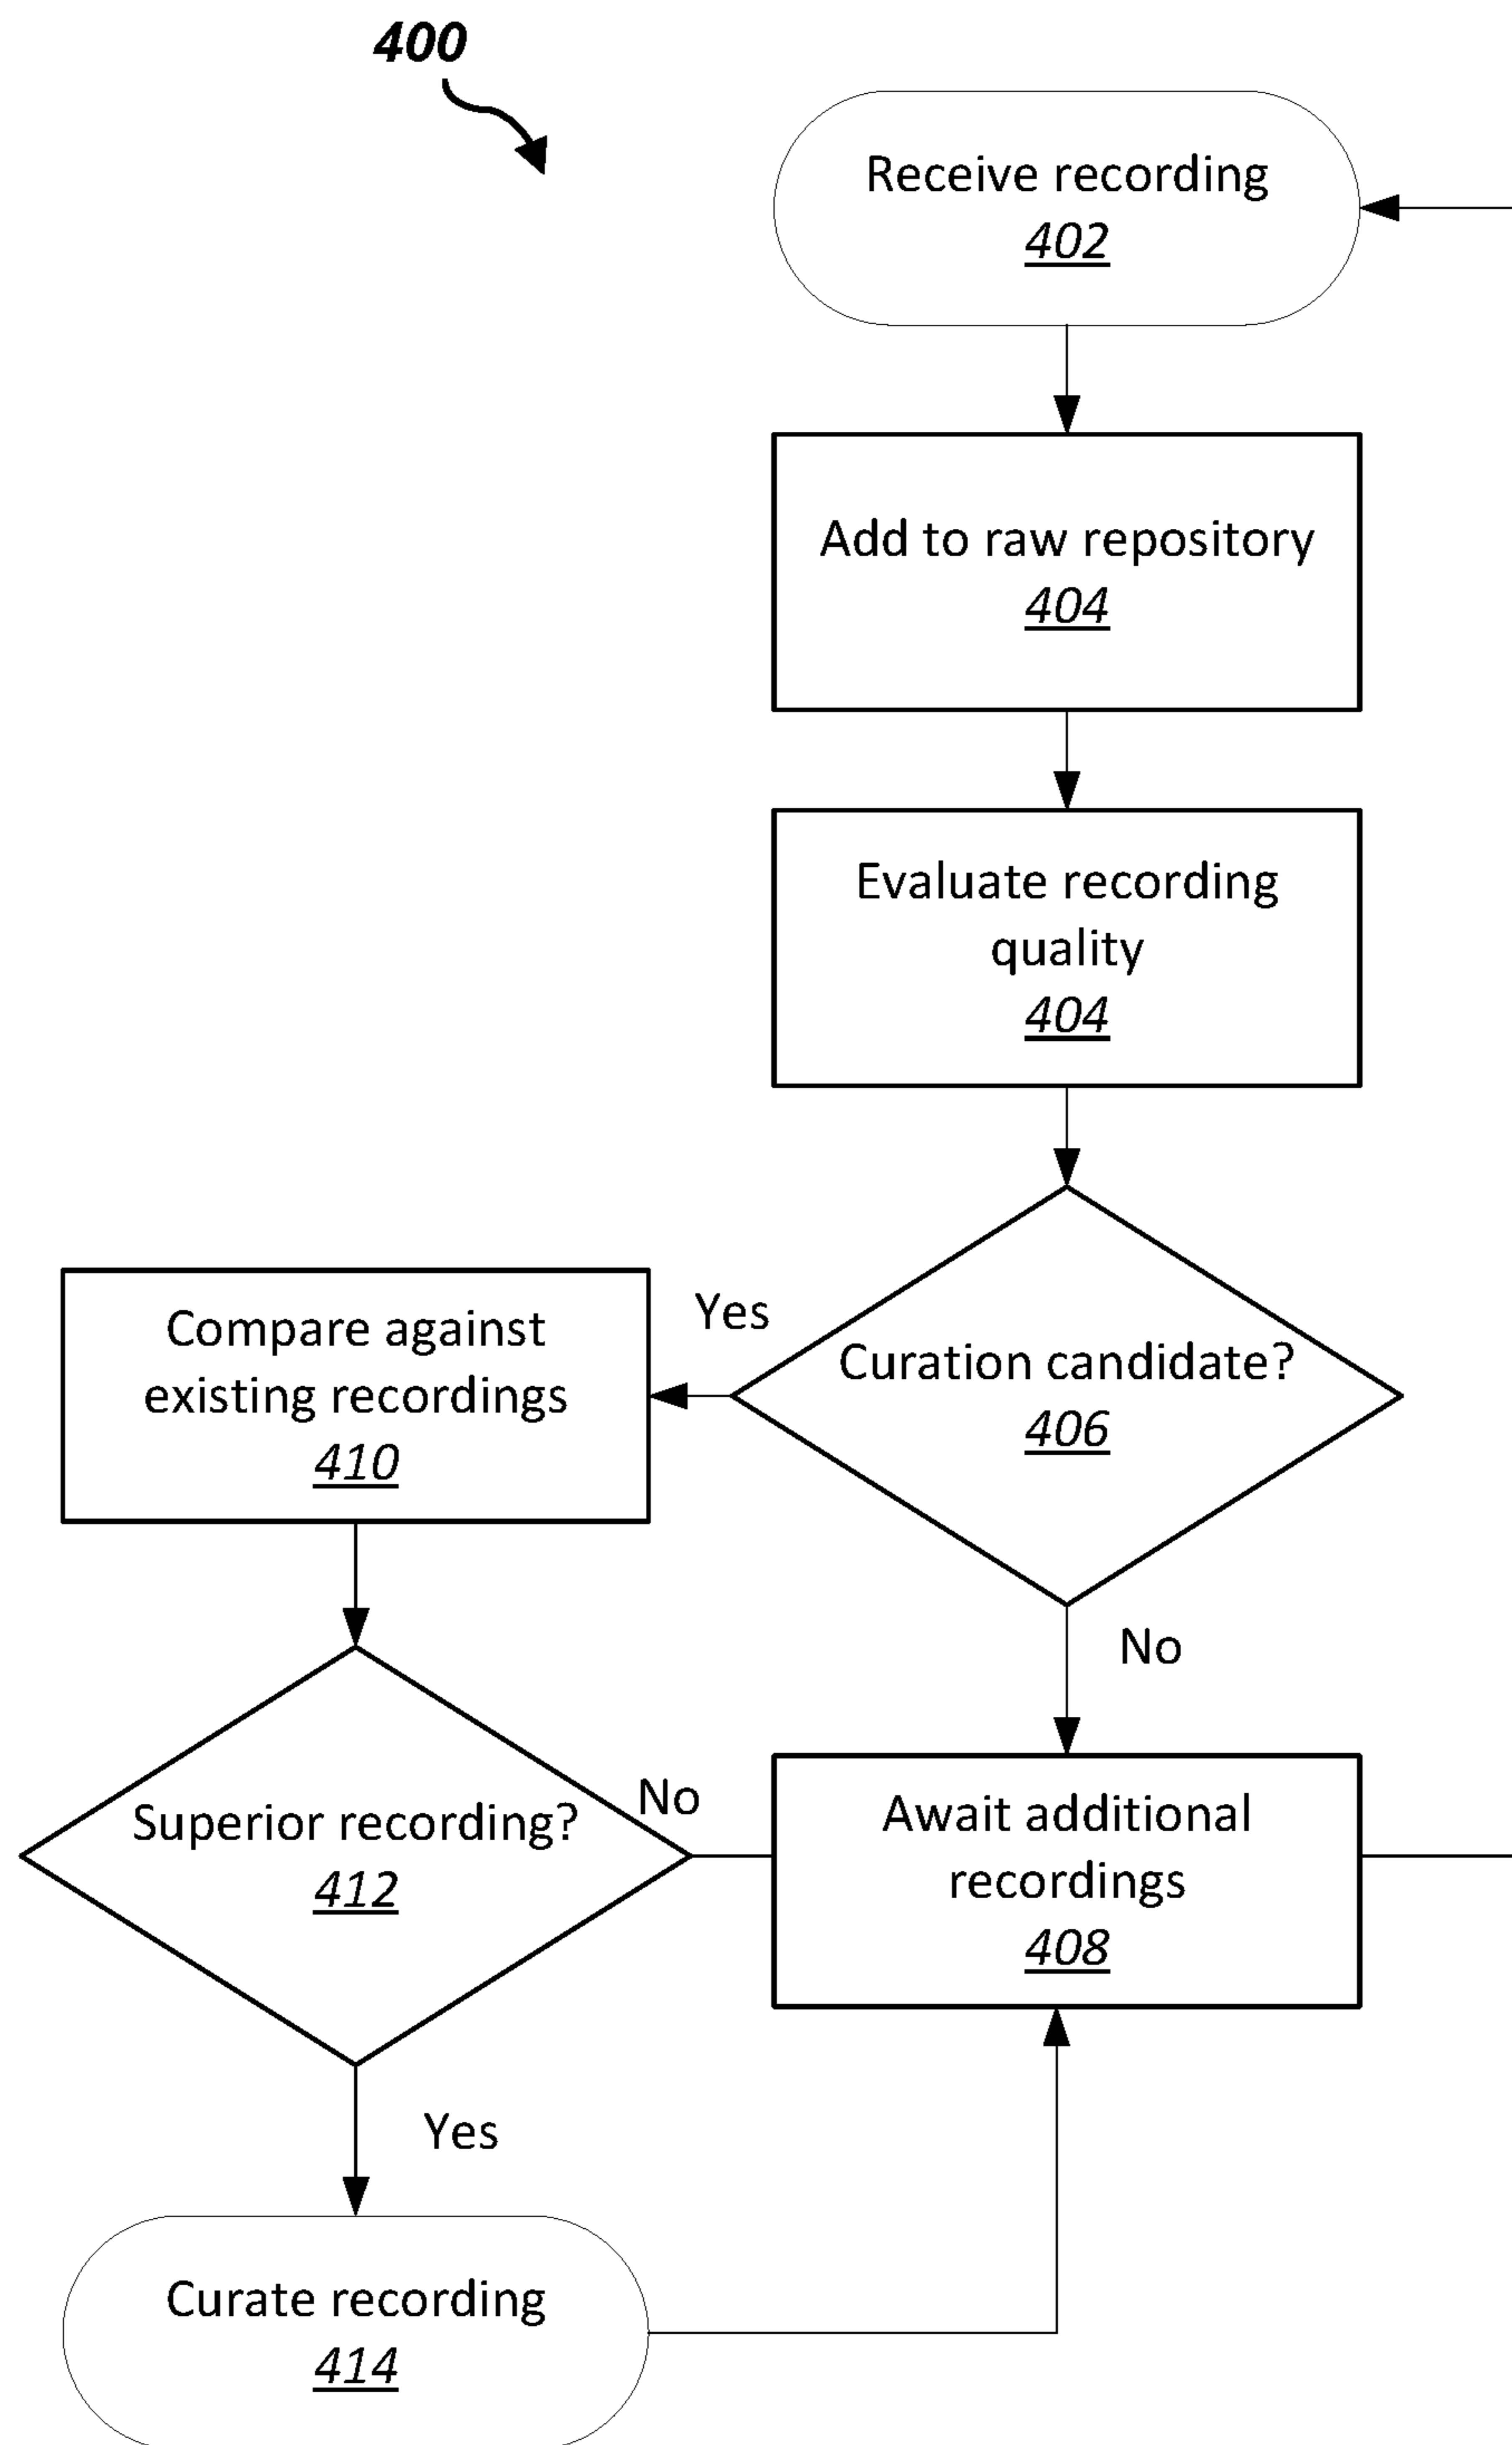 400
Receive recording
402
Add to raw repository
404
Evaluate recording
quality
404
Curation candidate?
406
Yes
No
Compare against
existing recordings
410
Superior recording?
412
No
Yes
Await additional
recordings
408
Curate recording
414